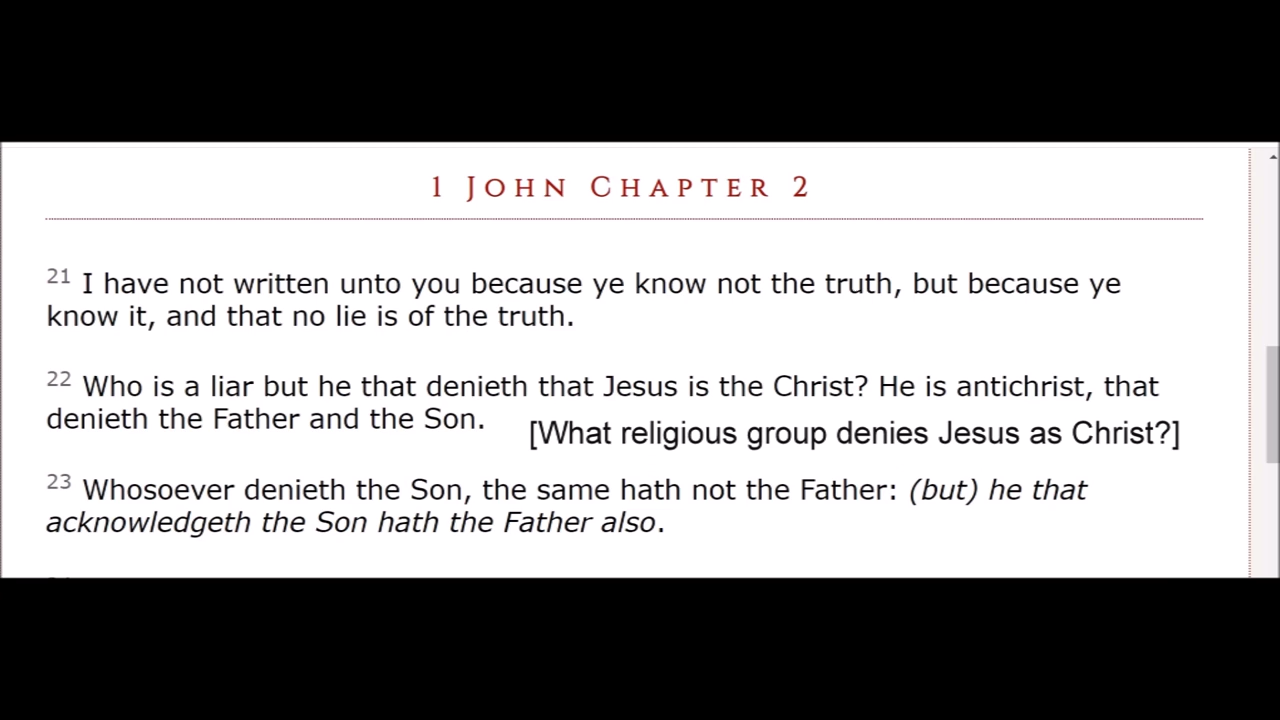 1 John Chapter 2
21 I have not written unto you because ye know not the truth, but because ye
know it, and that no lie is of the truth.
22 Who is a liar but he that denieth that Jesus is the Christ? He is antichrist, that
denieth the Father and the Son.
[What religious group denies Jesus as Christ?]
23 Whosoever denieth the Son, the same hath not the Father: (but) he that
acknowledgeth the Son hath the Father also.